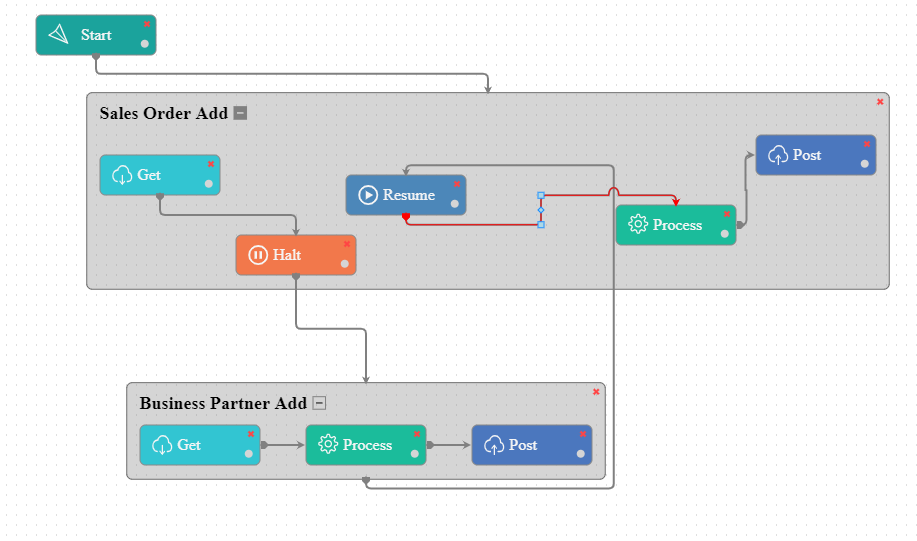 Start
Sales Order Add
Get
Halt
Resume
Process
Post
Business Partner Add
Get
Process
Post